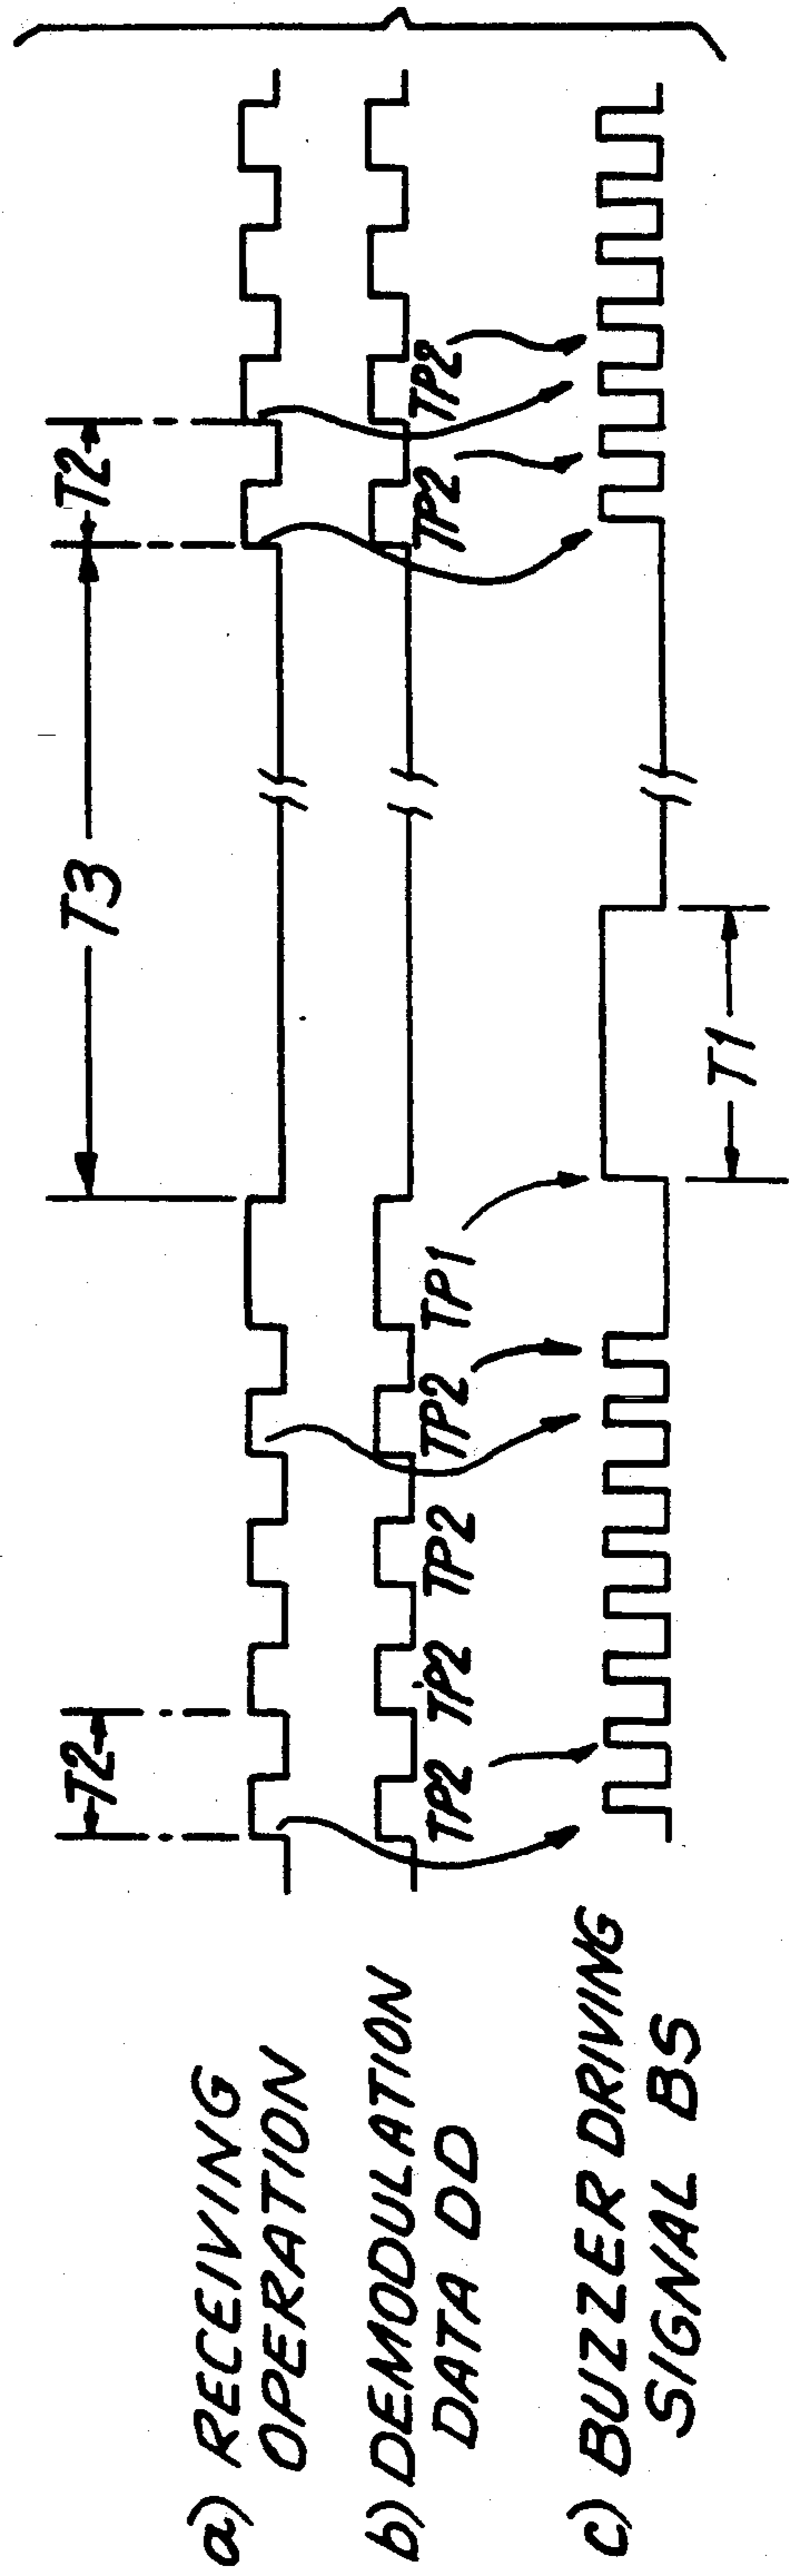 T2
T3
T2
a) RECEIVING
OPERATION
b) DEMODULATION
DATA DD
TP2 TP2 TP2 TP2 TP1 TP2 TP2
c) BUZZER DRIVING
SIGNAL BS
T1